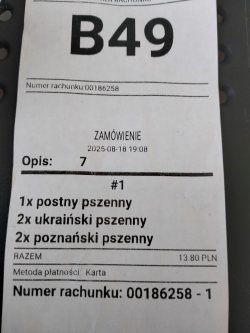 B49
Numer rachunku:00186258
ZAMÓWIENIE
2025-08-18 19:08
Opis: 7
#1
1x postny pszenny
2x ukraiński pszenny
2x poznański pszenny
RAZEM 13.80 PLN
Metoda płatności: Karta
Numer rachunku: 00186258 - 1